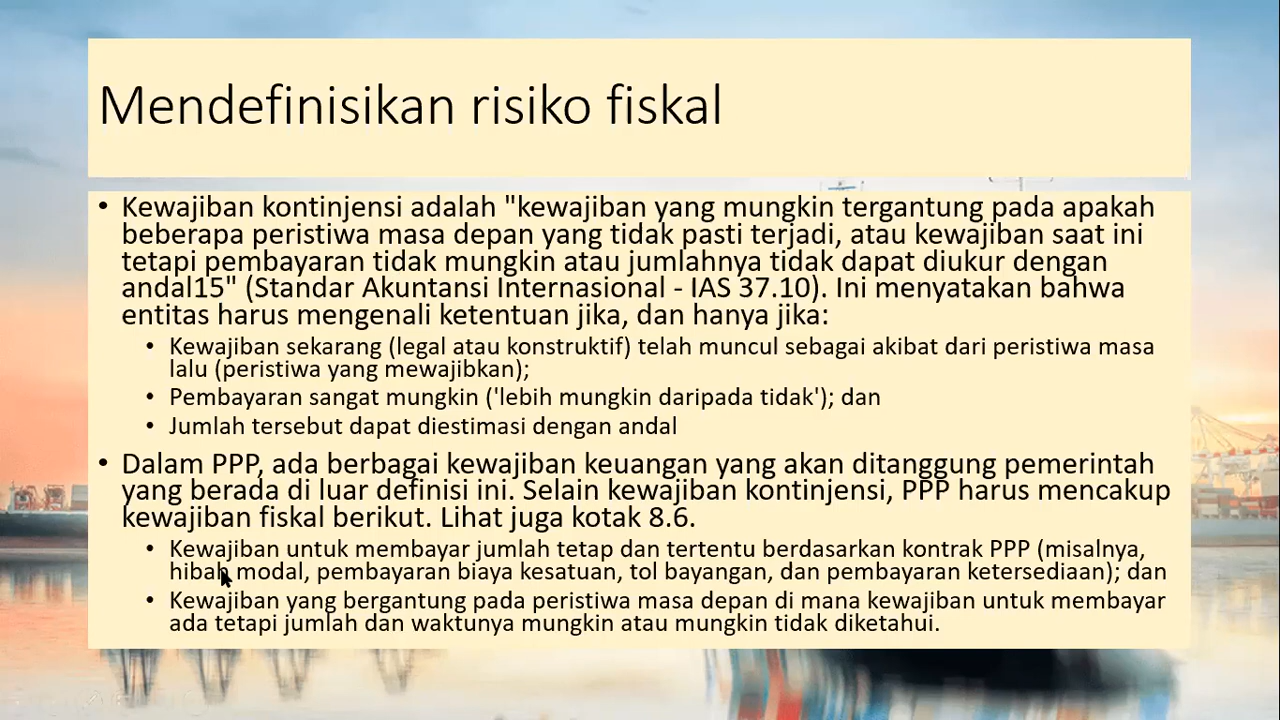 Mendefinisikan risiko fiskal
• Kewajiban kontinjensi adalah "kewajiban yang mungkin tergantung pada apakah
beberapa peristiwa masa depan yang tidak pasti terjadi, atau kewajiban saat ini
tetapi pembayaran tidak mungkin atau jumlahnya tidak dapat diukur dengan
andal15" (Standar Akuntansi Internasional - IAS 37.10). Ini menyatakan bahwa
entitas harus mengenali ketentuan jika, dan hanya jika:
• Kewajiban sekarang (legal atau konstruktif) telah muncul sebagai akibat dari peristiwa masa
lalu (peristiwa yang mewajibkan);
• Pembayaran sangat mungkin ('lebih mungkin daripada tidak'); dan
• Jumlah tersebut dapat diestimasi dengan andal
• Dalam PPP, ada berbagai kewajiban keuangan yang akan ditanggung pemerintah
yang berada di luar definisi ini. Selain kewajiban kontinjensi, PPP harus mencakup
kewajiban fiskal berikut. Lihat juga kotak 8.6.
• Kewajiban untuk membayar jumlah tetap dan tertentu berdasarkan kontrak PPP (misalnya,
hibah modal, pembayaran biaya kesatuan, tol bayangan, dan pembayaran ketersediaan); dan
• Kewajiban yang bergantung pada peristiwa masa depan di mana kewajiban untuk membayar
ada tetapi jumlah dan waktunya mungkin atau mungkin tidak diketahui.